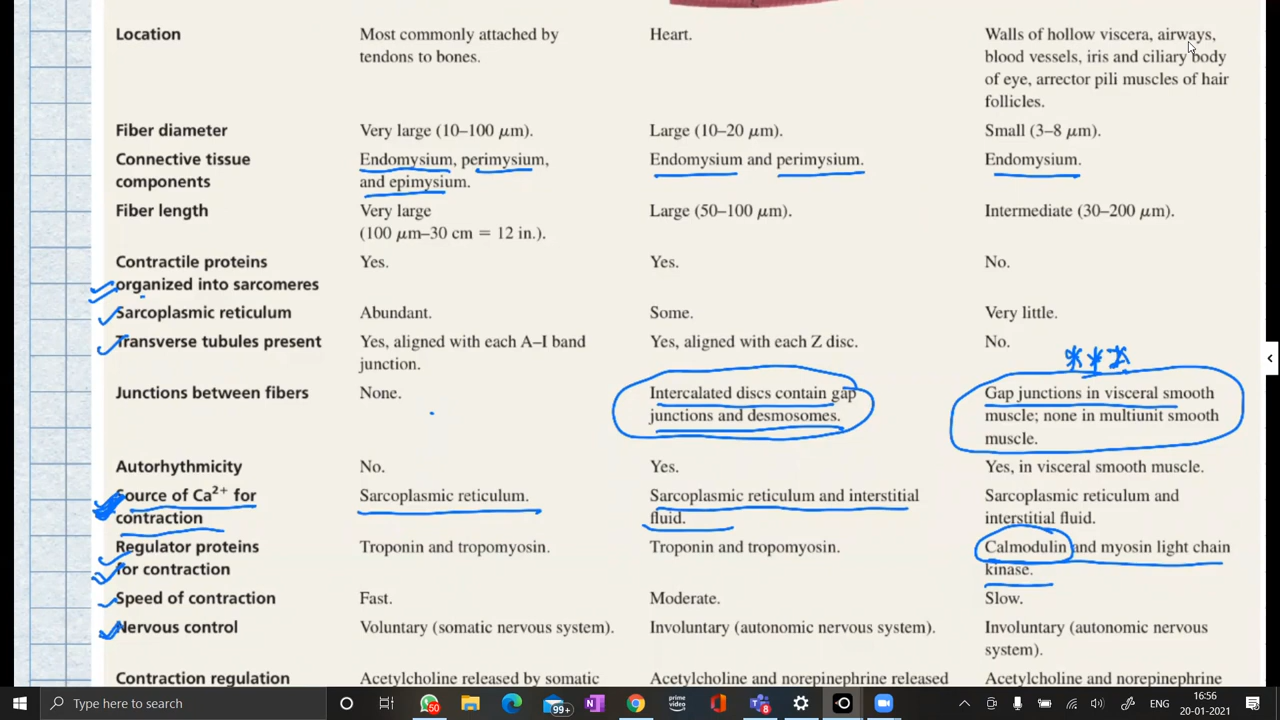 Location Most commonly attached by Heart. Walls of hollow viscera, airways,
tendons to bones. blood vessels, iris and ciliary body
of eye, arrector pili muscles of hair
follicles.
Fiber diameter Very large (10–100 μm). Large (10–20 μm). Small (3–8 μm).
Connective tissue Endomysium, perimysium, Endomysium and perimysium. Endomysium.
components and epimysium.
Fiber length Very large Large (50–100 μm). Intermediate (30–200 μm).
(100 μm–30 cm = 12 in.).
Contractile proteins Yes. Yes. No.
organized into sarcomeres
Sarcoplasmic reticulum Abundant. Some. Very little.
Transverse tubules present Yes, aligned with each A–I band Yes, aligned with each Z disc. No.
junction.
Junctions between fibers None. Intercalated discs contain gap Gap junctions in visceral smooth
junctions and desmosomes. muscle; none in multiunit smooth
muscle.
Autorhythmicity No. Yes. Yes, in visceral smooth muscle.
Source of Ca2+ for Sarcoplasmic reticulum. Sarcoplasmic reticulum and interstitial Sarcoplasmic reticulum and
contraction fluid. interstitial fluid.
Regulator proteins Troponin and tropomyosin. Troponin and tropomyosin. Calmodulin and myosin light chain
for contraction kinase.
Speed of contraction Fast. Moderate. Slow.
Nervous control Voluntary (somatic nervous system). Involuntary (autonomic nervous system). Involuntary (autonomic nervous
system).
Contraction regulation Acetylcholine released by somatic Acetylcholine and norepinephrine released Acetylcholine and norepinephrine
Type here to search 50 99+ prime video 8 ENG 16:56
20-01-2021